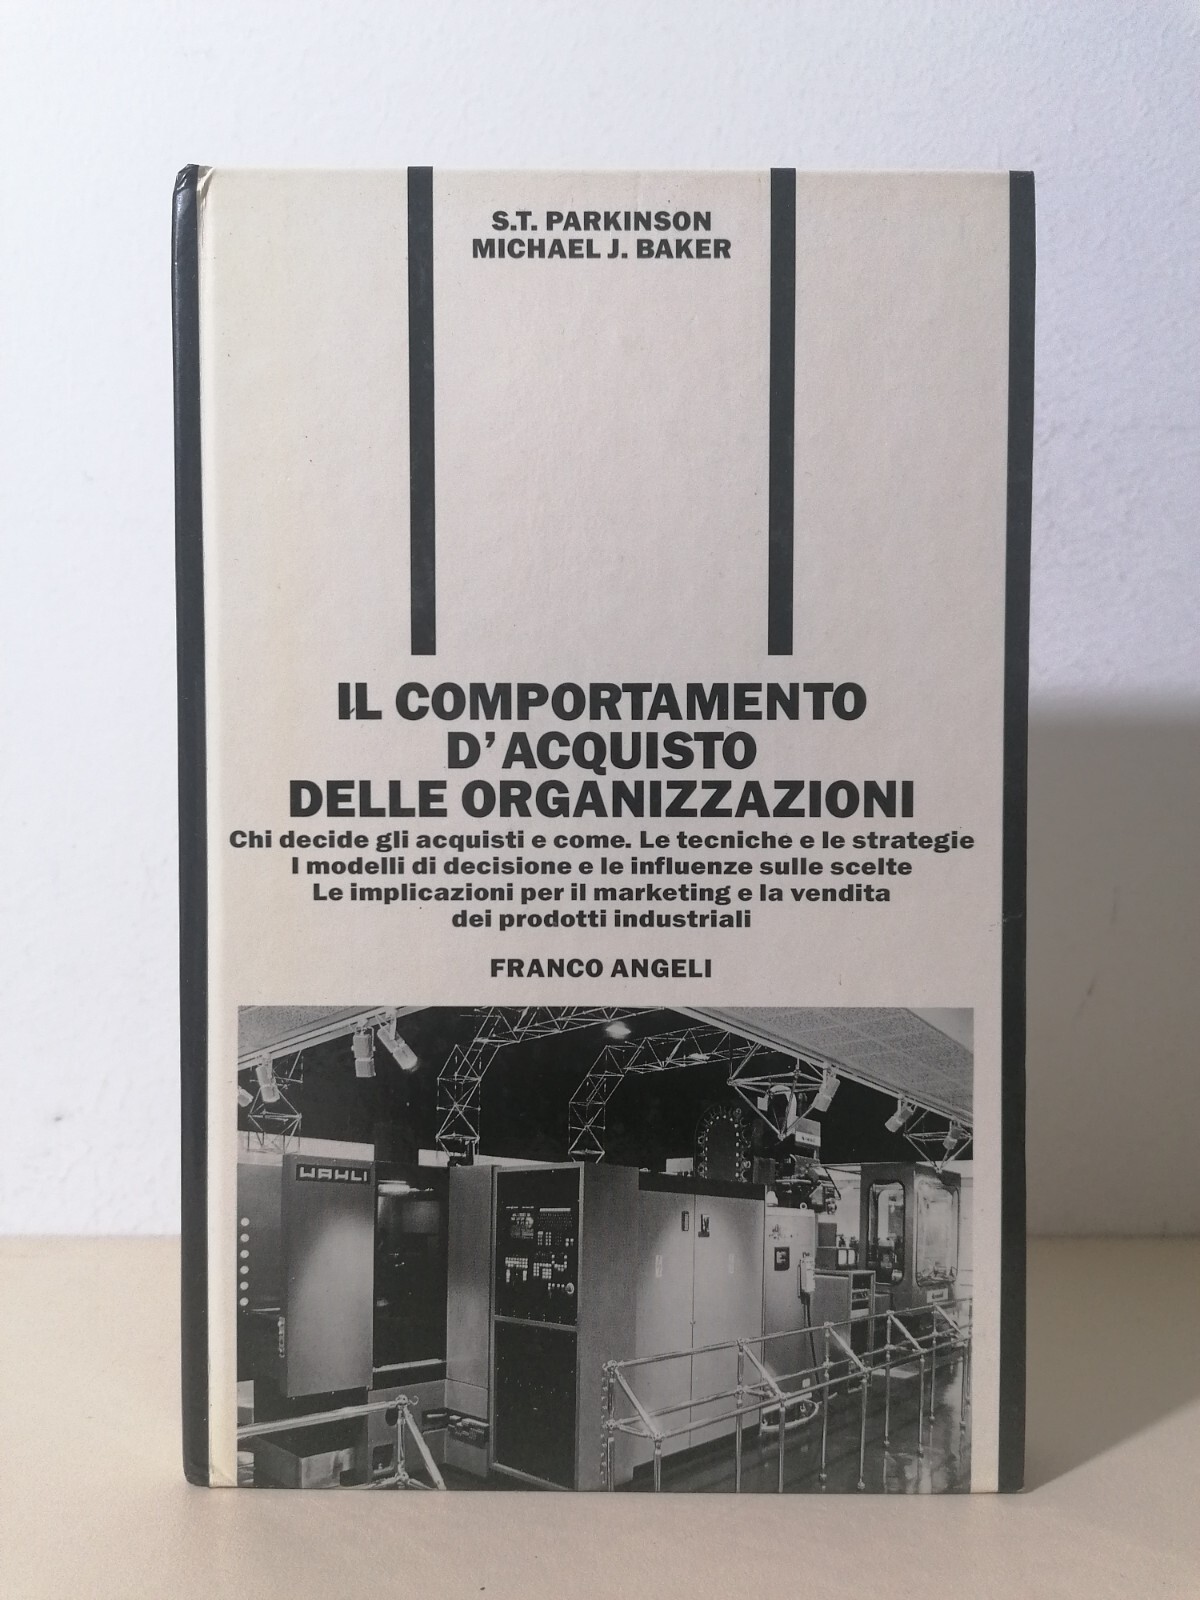 S.T. PARKINSON
MICHAEL J. BAKER
IL COMPORTAMENTO
D'ACQUISTO
DELLE ORGANIZZAZIONI
Chi decide gli acquisti e come. Le tecniche e le strategie
I modelli di decisione e le influenze sulle scelte
Le implicazioni per il marketing e la vendita
dei prodotti industriali
FRANCO ANGELI
WAHLI